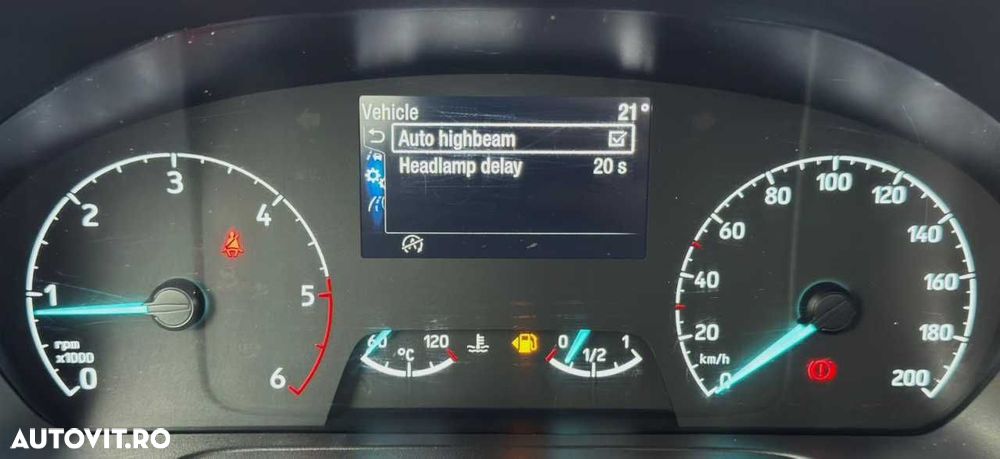 Vehicle 21°
Auto highbeam
Headlamp delay 20 s
0 1 2 3 4 5 6
rpm
x1000
60 120
°C
0 1/2 1
0 20 40 60 80 100 120 140 160 180 200
km/h
AUTOVIT.RO